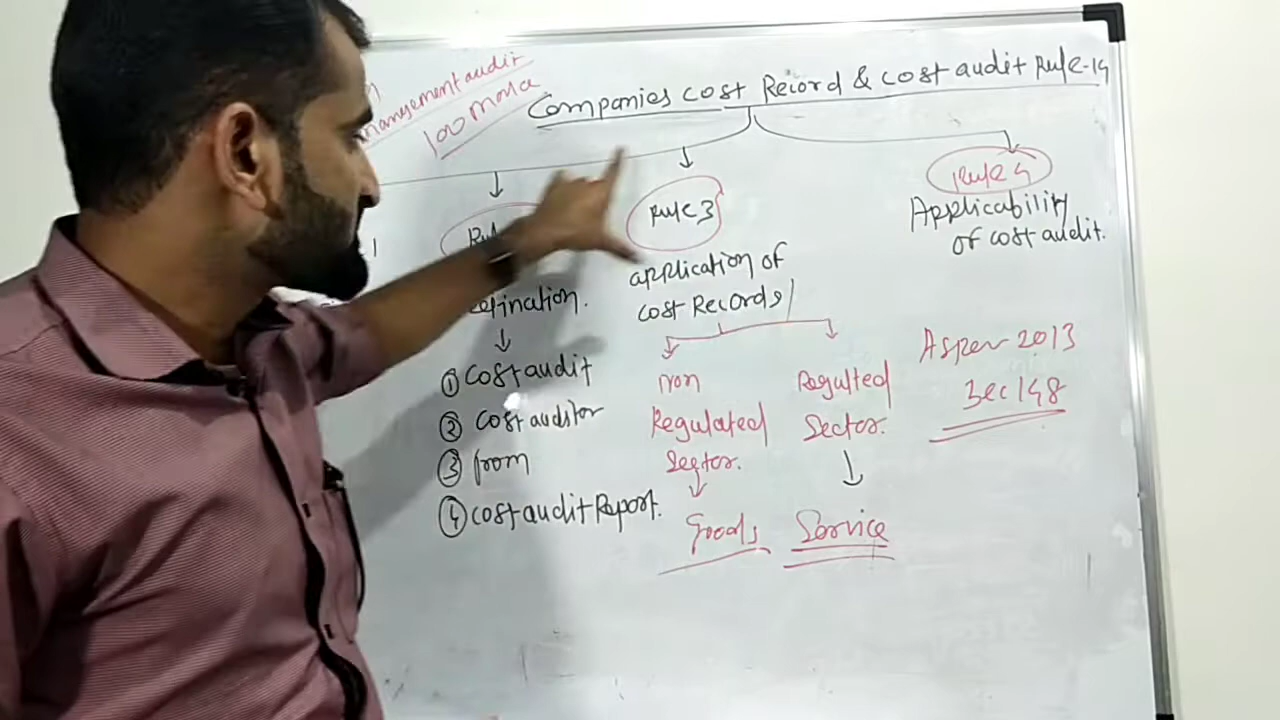 management audit
100 marks
Companies cost Record & cost audit Rule-14
Rule 3
application of
cost Records
non
Regulated
Sector.
Goods
Regulted
Sector.
Service
Rule 4
Applicability
of cost audit.
As per 2013
Sec 148
Defination.
① Cost audit
② Cost auditor
③ from
④ cost audit Report.